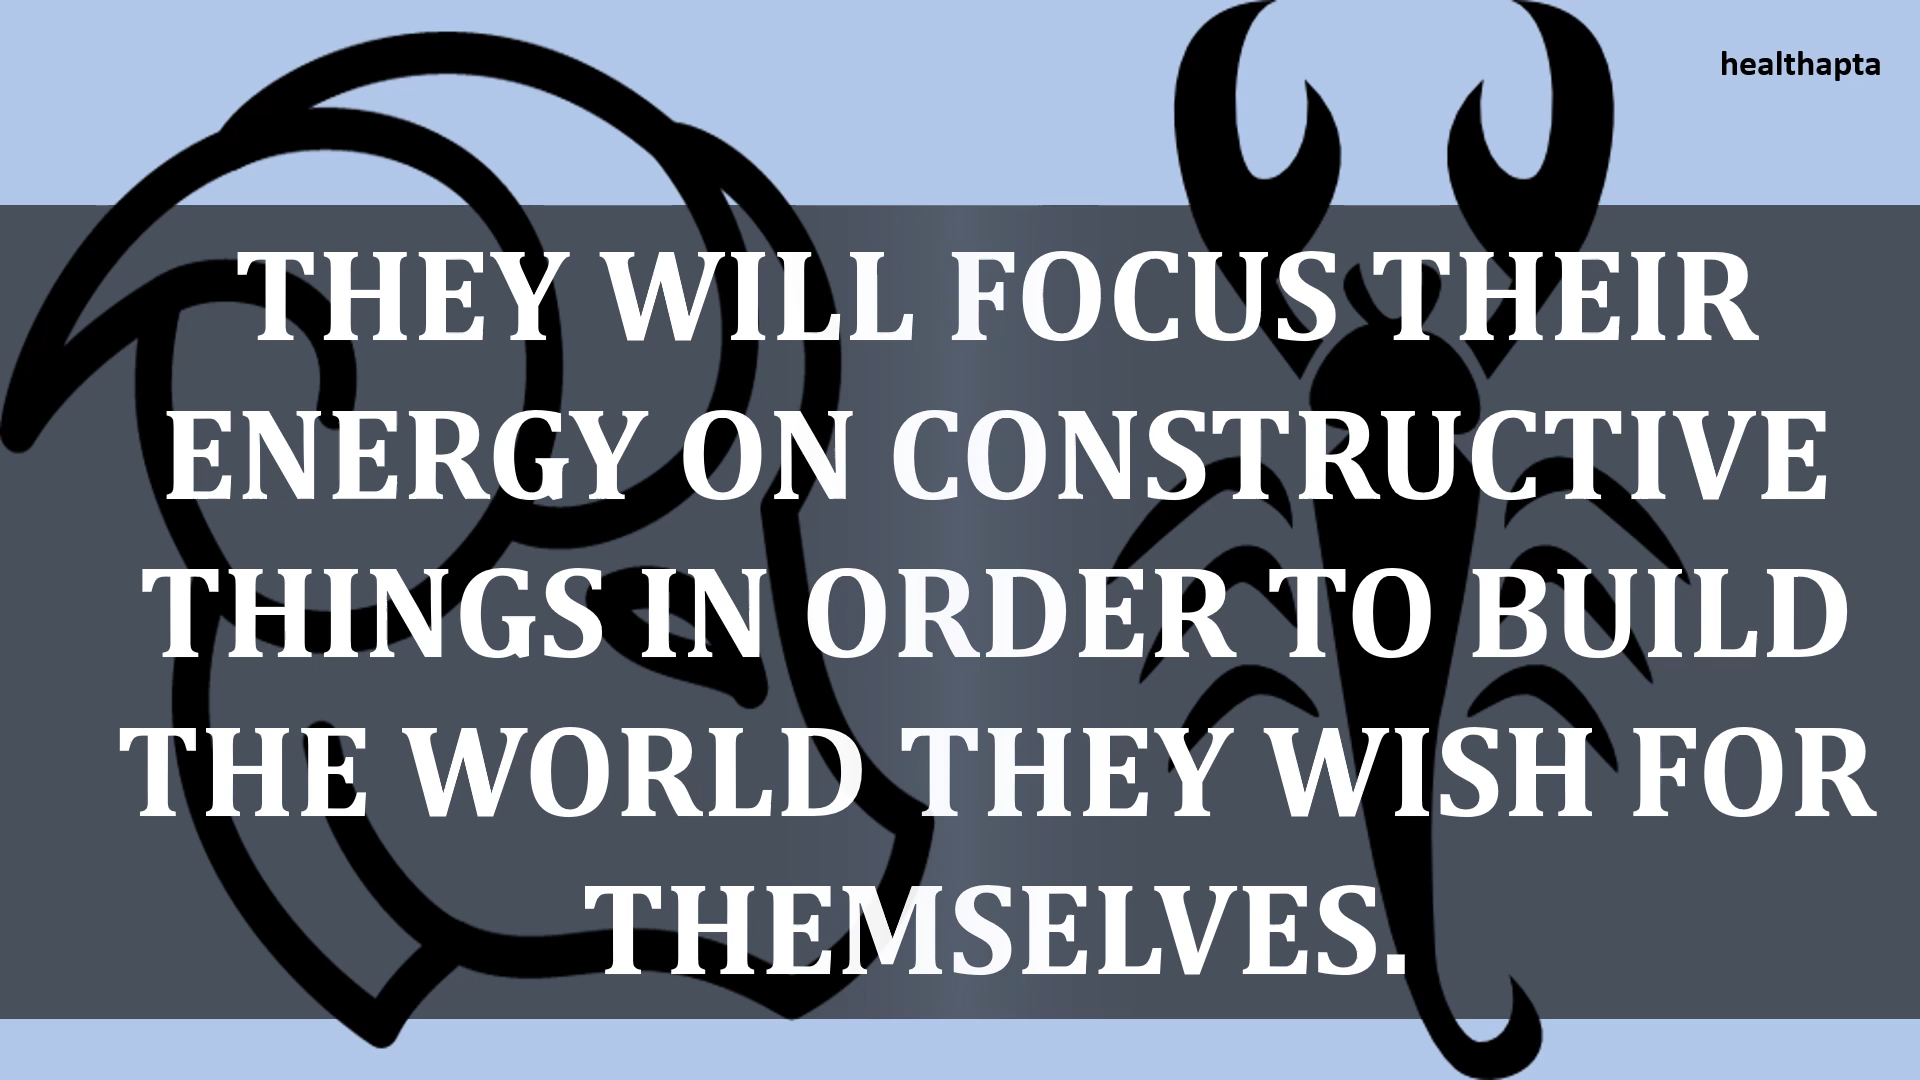 healthapta
THEY WILL FOCUS THEIR
ENERGY ON CONSTRUCTIVE
THINGS IN ORDER TO BUILD
THE WORLD THEY WISH FOR
THEMSELVES.